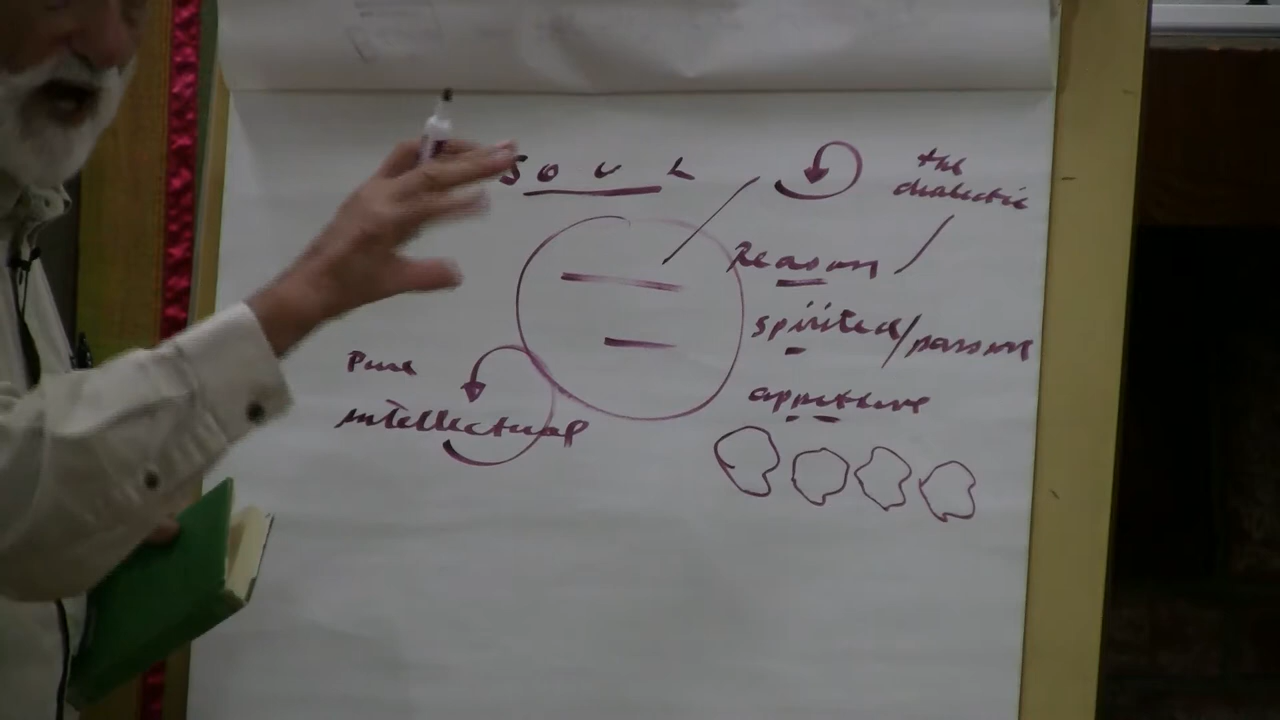 SOUL
the
dialectic
Reason
spirited/passion
appetitive
Pure
intellectual